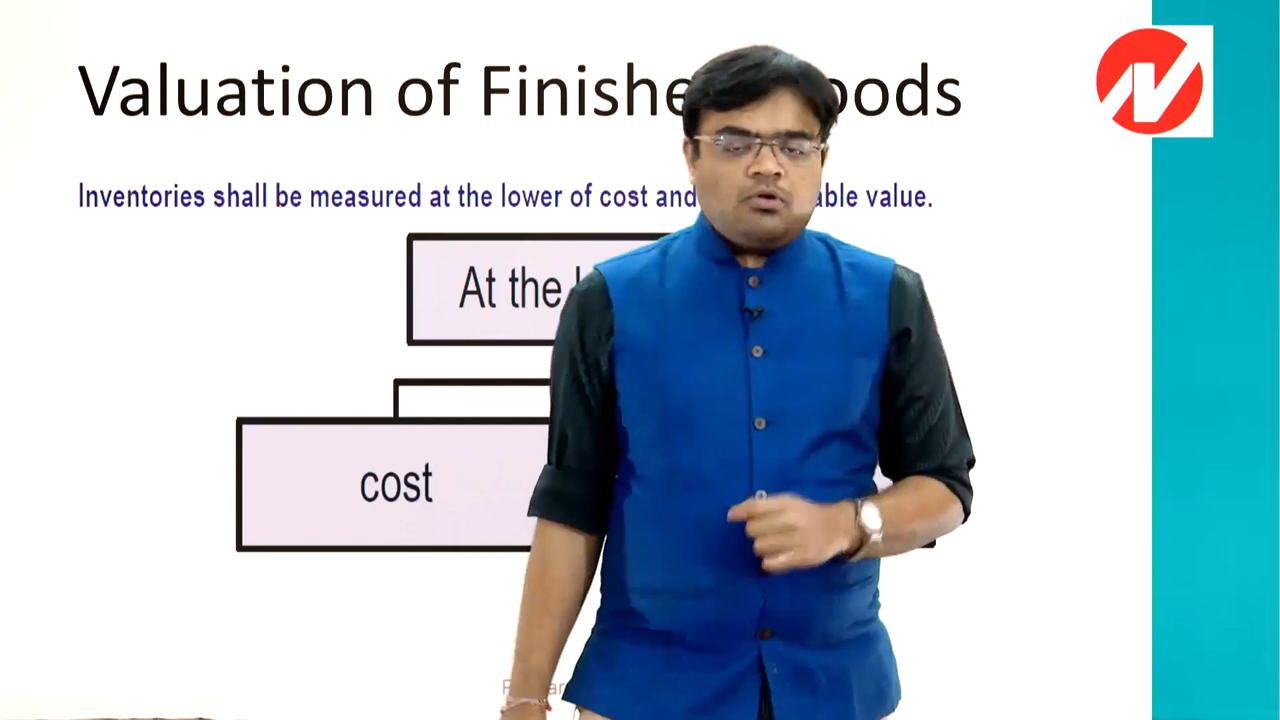 Valuation of Finishe oods
Inventories shall be measured at the lower of cost and able value.
At the
cost